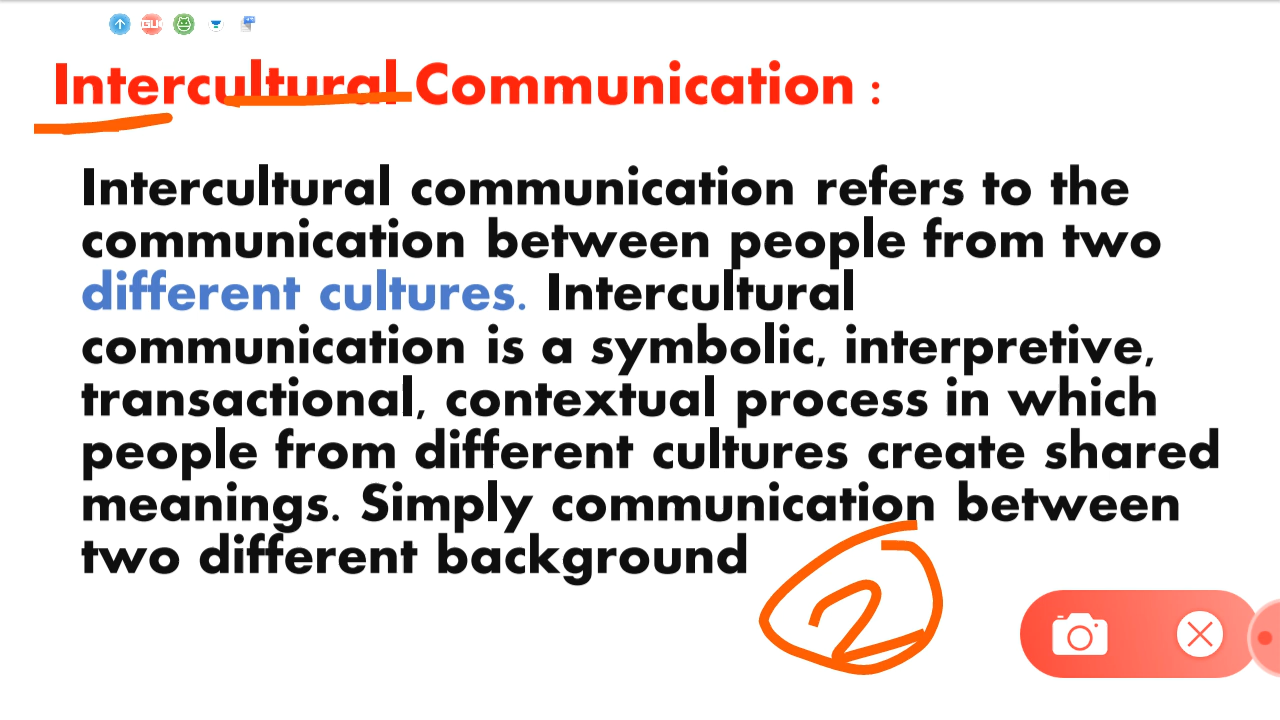 Intercultural Communication :
Intercultural communication refers to the
communication between people from two
different cultures. Intercultural
communication is a symbolic, interpretive,
transactional, contextual process in which
people from different cultures create shared
meanings. Simply communication between
two different background
2